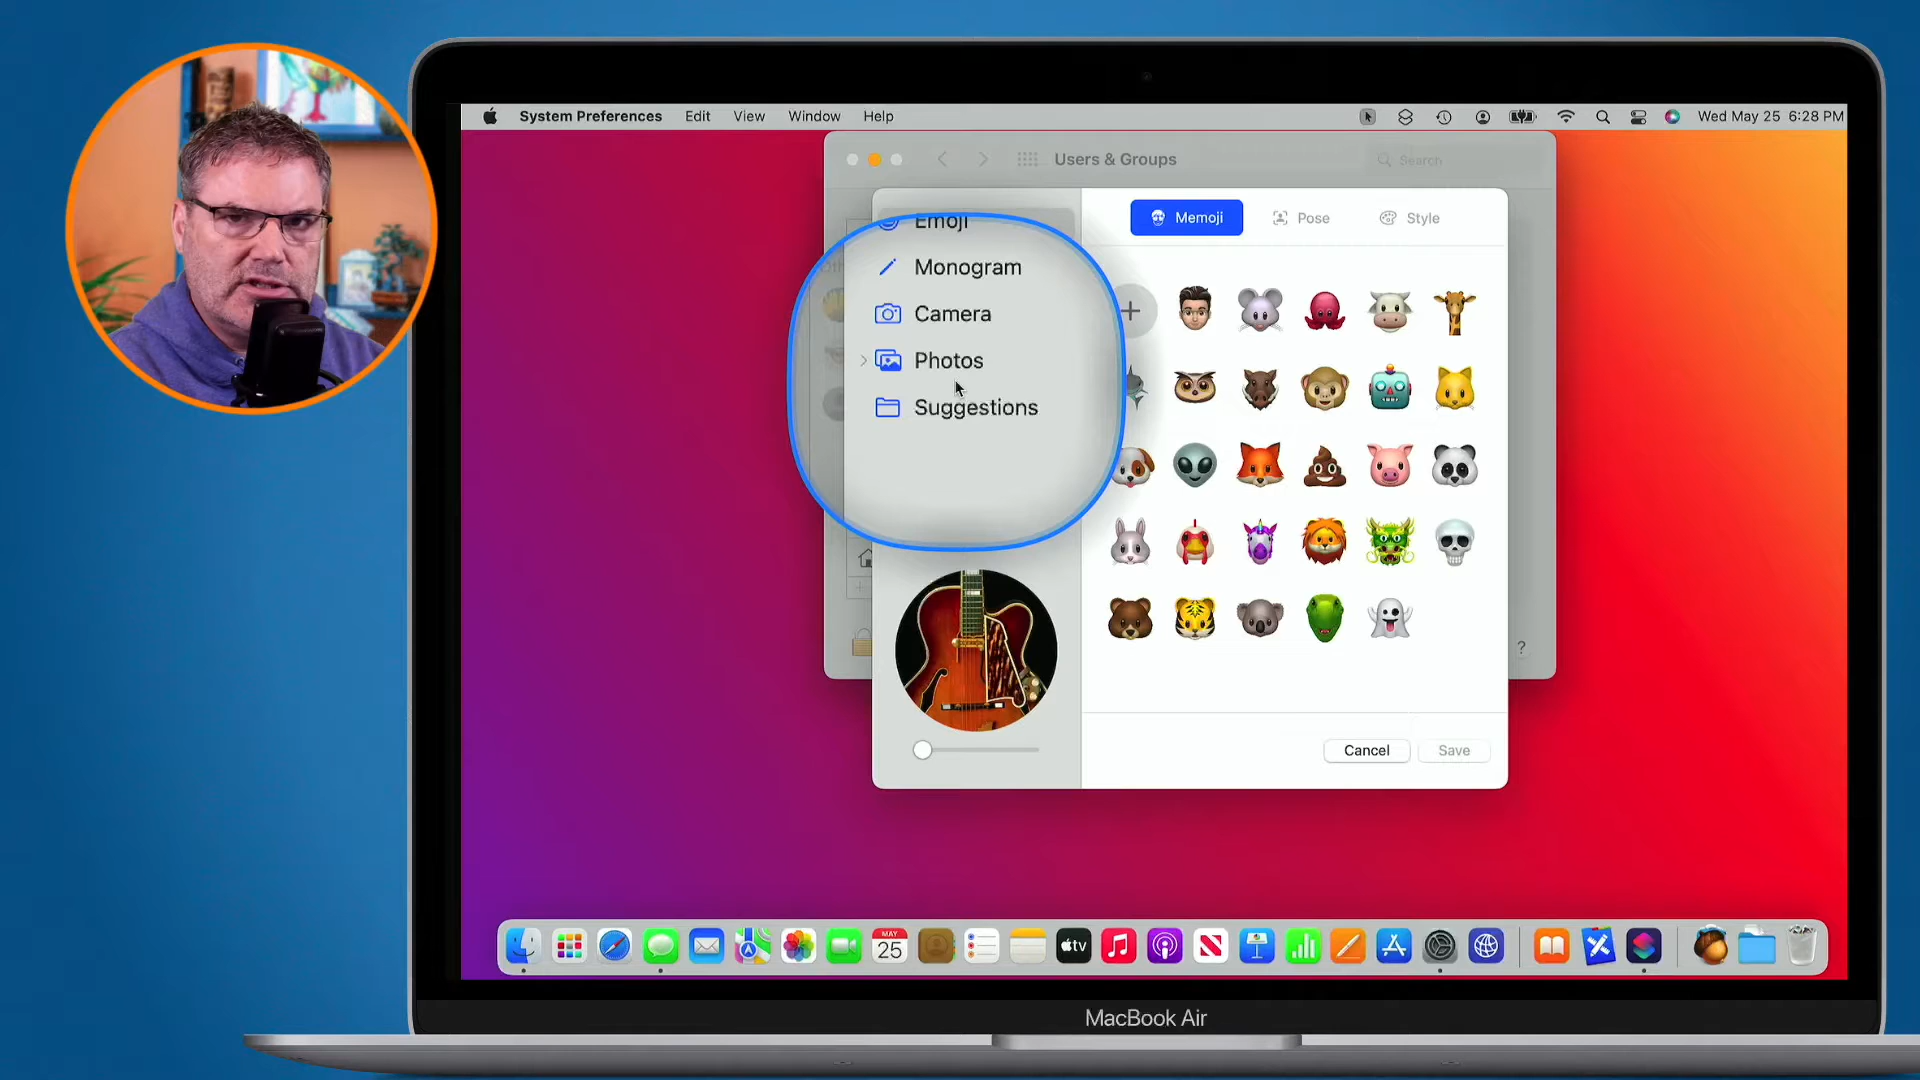 System Preferences Edit View Window Help Wed May 25 6:28 PM
Users & Groups Search
Memoji Pose Style
Emoji
Monogram
Camera
Photos
Suggestions
Cancel Save
?
MAY
25
tv
MacBook Air